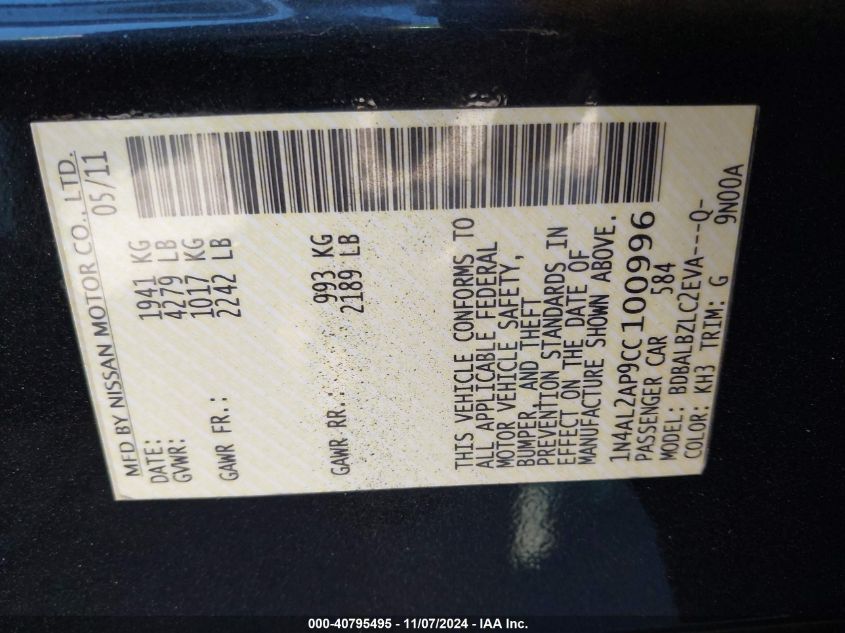 MFD BY NISSAN MOTOR CO., LTD.
DATE: 05/11
GVWR: 1941 KG
4279 LB
GAWR FR.: 1017 KG
2242 LB
GAWR RR.: 993 KG
2189 LB
THIS VEHICLE CONFORMS TO
ALL APPLICABLE FEDERAL
MOTOR VEHICLE SAFETY,
BUMPER, AND THEFT
PREVENTION STANDARDS IN
EFFECT ON THE DATE OF
MANUFACTURE SHOWN ABOVE.
1N4AL2AP9CC100996
PASSENGER CAR 584
MODEL: BDBALBZLC2EVA---Q-
COLOR: KH3 TRIM: G 9N00A
000-40795495 - 11/07/2024 - IAA Inc.